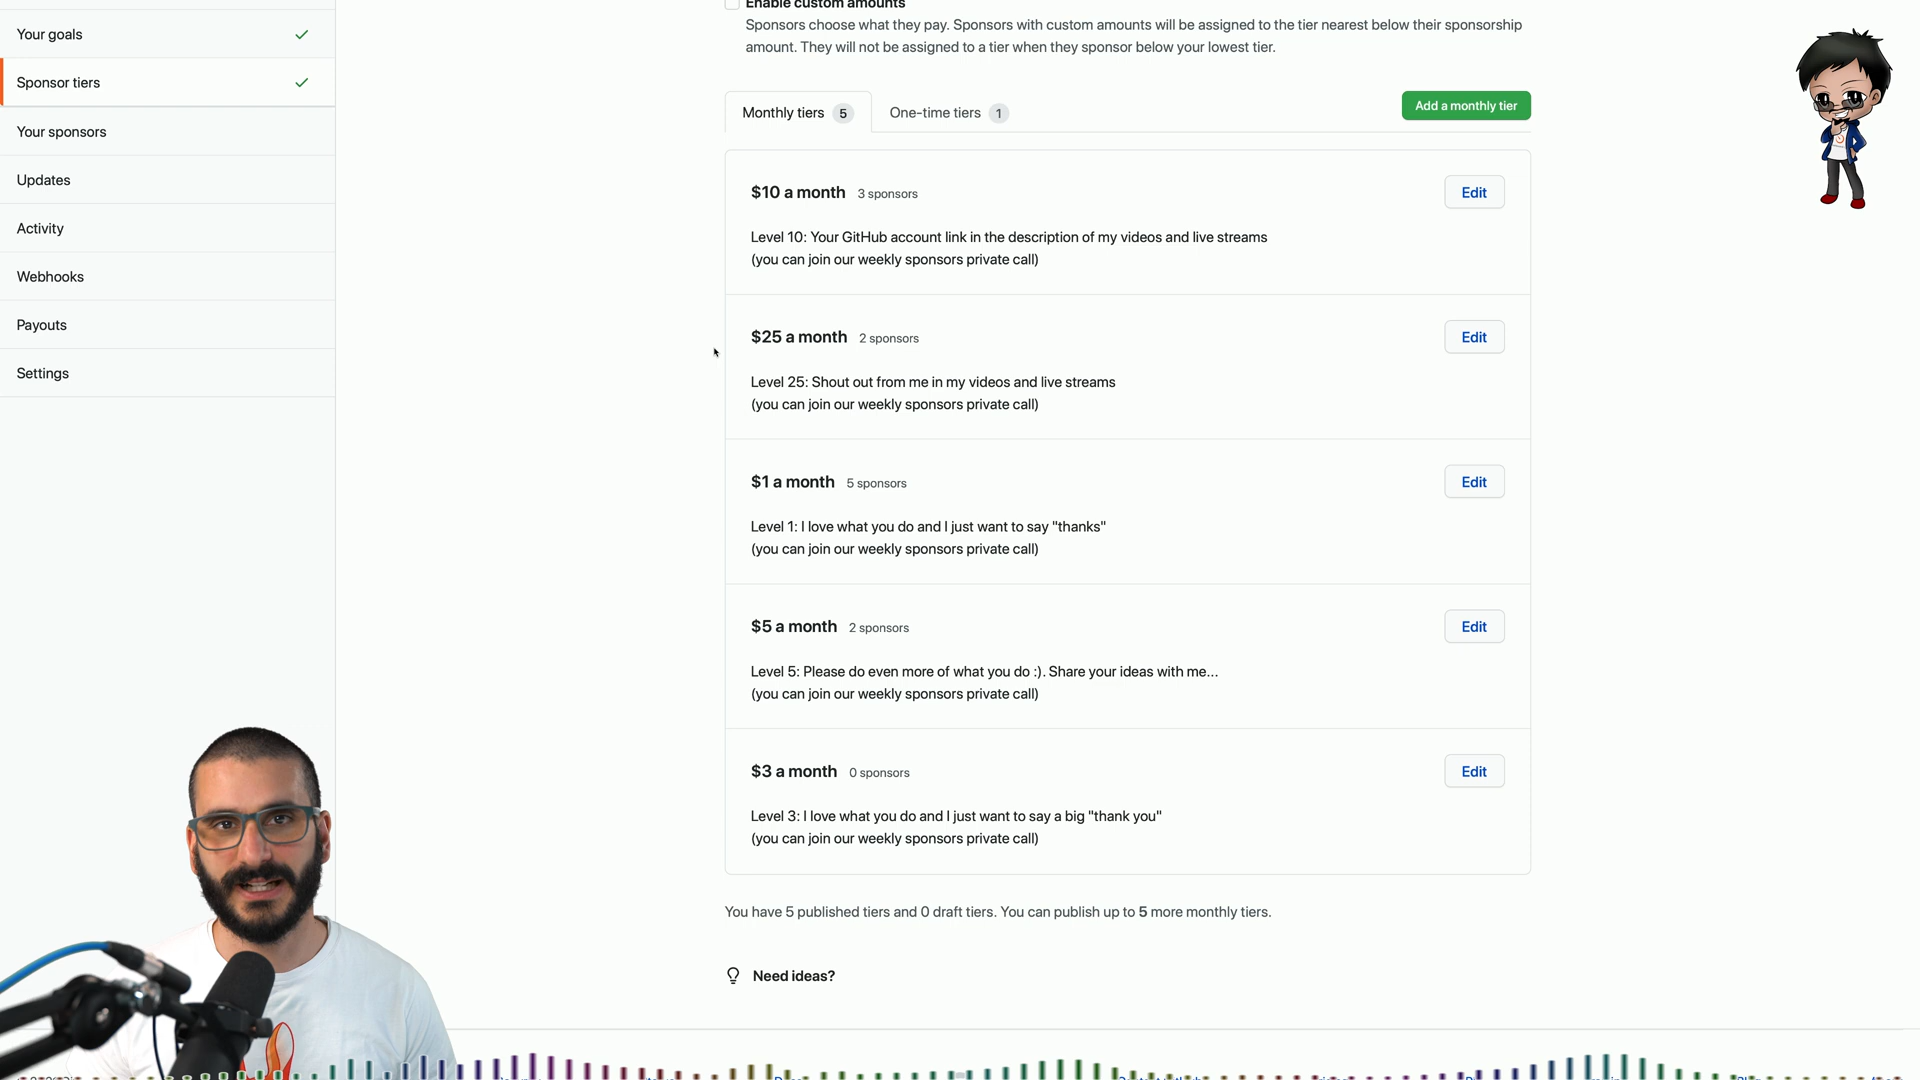 Enable custom amounts
Sponsors choose what they pay. Sponsors with custom amounts will be assigned to the tier nearest below their sponsorship
amount. They will not be assigned to a tier when they sponsor below your lowest tier.
Your goals
Sponsor tiers
Your sponsors
Updates
Activity
Webhooks
Payouts
Settings
Monthly tiers 5
One-time tiers 1
Add a monthly tier
$10 a month 3 sponsors
Edit
Level 10: Your GitHub account link in the description of my videos and live streams
(you can join our weekly sponsors private call)
$25 a month 2 sponsors
Edit
Level 25: Shout out from me in my videos and live streams
(you can join our weekly sponsors private call)
$1 a month 5 sponsors
Edit
Level 1: I love what you do and I just want to say "thanks"
(you can join our weekly sponsors private call)
$5 a month 2 sponsors
Edit
Level 5: Please do even more of what you do :). Share your ideas with me...
(you can join our weekly sponsors private call)
$3 a month 0 sponsors
Edit
Level 3: I love what you do and I just want to say a big "thank you"
(you can join our weekly sponsors private call)
You have 5 published tiers and 0 draft tiers. You can publish up to 5 more monthly tiers.
Need ideas?